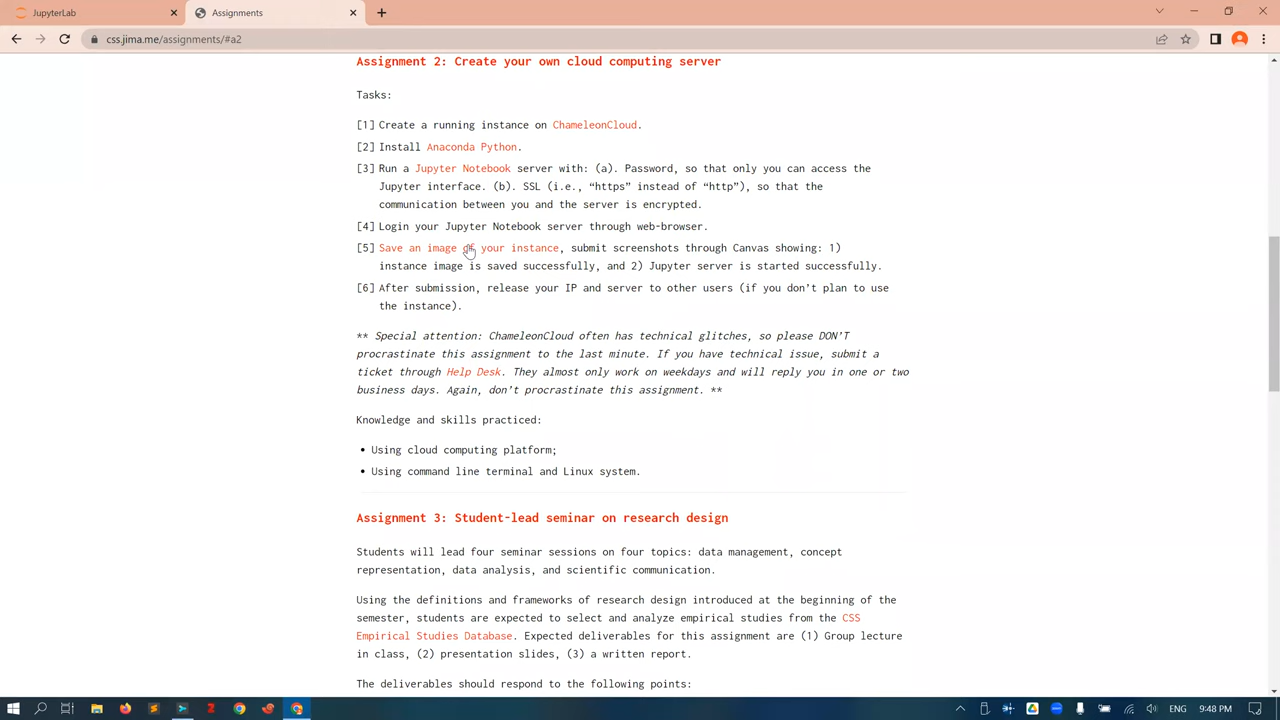 JupyterLab
Assignments
css.jima.me/assignments/#a2
Assignment 2: Create your own cloud computing server
Tasks:
[1] Create a running instance on ChameleonCloud.
[2] Install Anaconda Python.
[3] Run a Jupyter Notebook server with: (a). Password, so that only you can access the
Jupyter interface. (b). SSL (i.e., “https” instead of “http”), so that the
communication between you and the server is encrypted.
[4] Login your Jupyter Notebook server through web-browser.
[5] Save an image of your instance, submit screenshots through Canvas showing: 1)
instance image is saved successfully, and 2) Jupyter server is started successfully.
[6] After submission, release your IP and server to other users (if you don’t plan to use
the instance).
** Special attention: ChameleonCloud often has technical glitches, so please DON’T
procrastinate this assignment to the last minute. If you have technical issue, submit a
ticket through Help Desk. They almost only work on weekdays and will reply you in one or two
business days. Again, don’t procrastinate this assignment. **
Knowledge and skills practiced:
• Using cloud computing platform;
• Using command line terminal and Linux system.
Assignment 3: Student-lead seminar on research design
Students will lead four seminar sessions on four topics: data management, concept
representation, data analysis, and scientific communication.
Using the definitions and frameworks of research design introduced at the beginning of the
semester, students are expected to select and analyze empirical studies from the CSS
Empirical Studies Database. Expected deliverables for this assignment are (1) Group lecture
in class, (2) presentation slides, (3) a written report.
The deliverables should respond to the following points:
ENG 9:48 PM